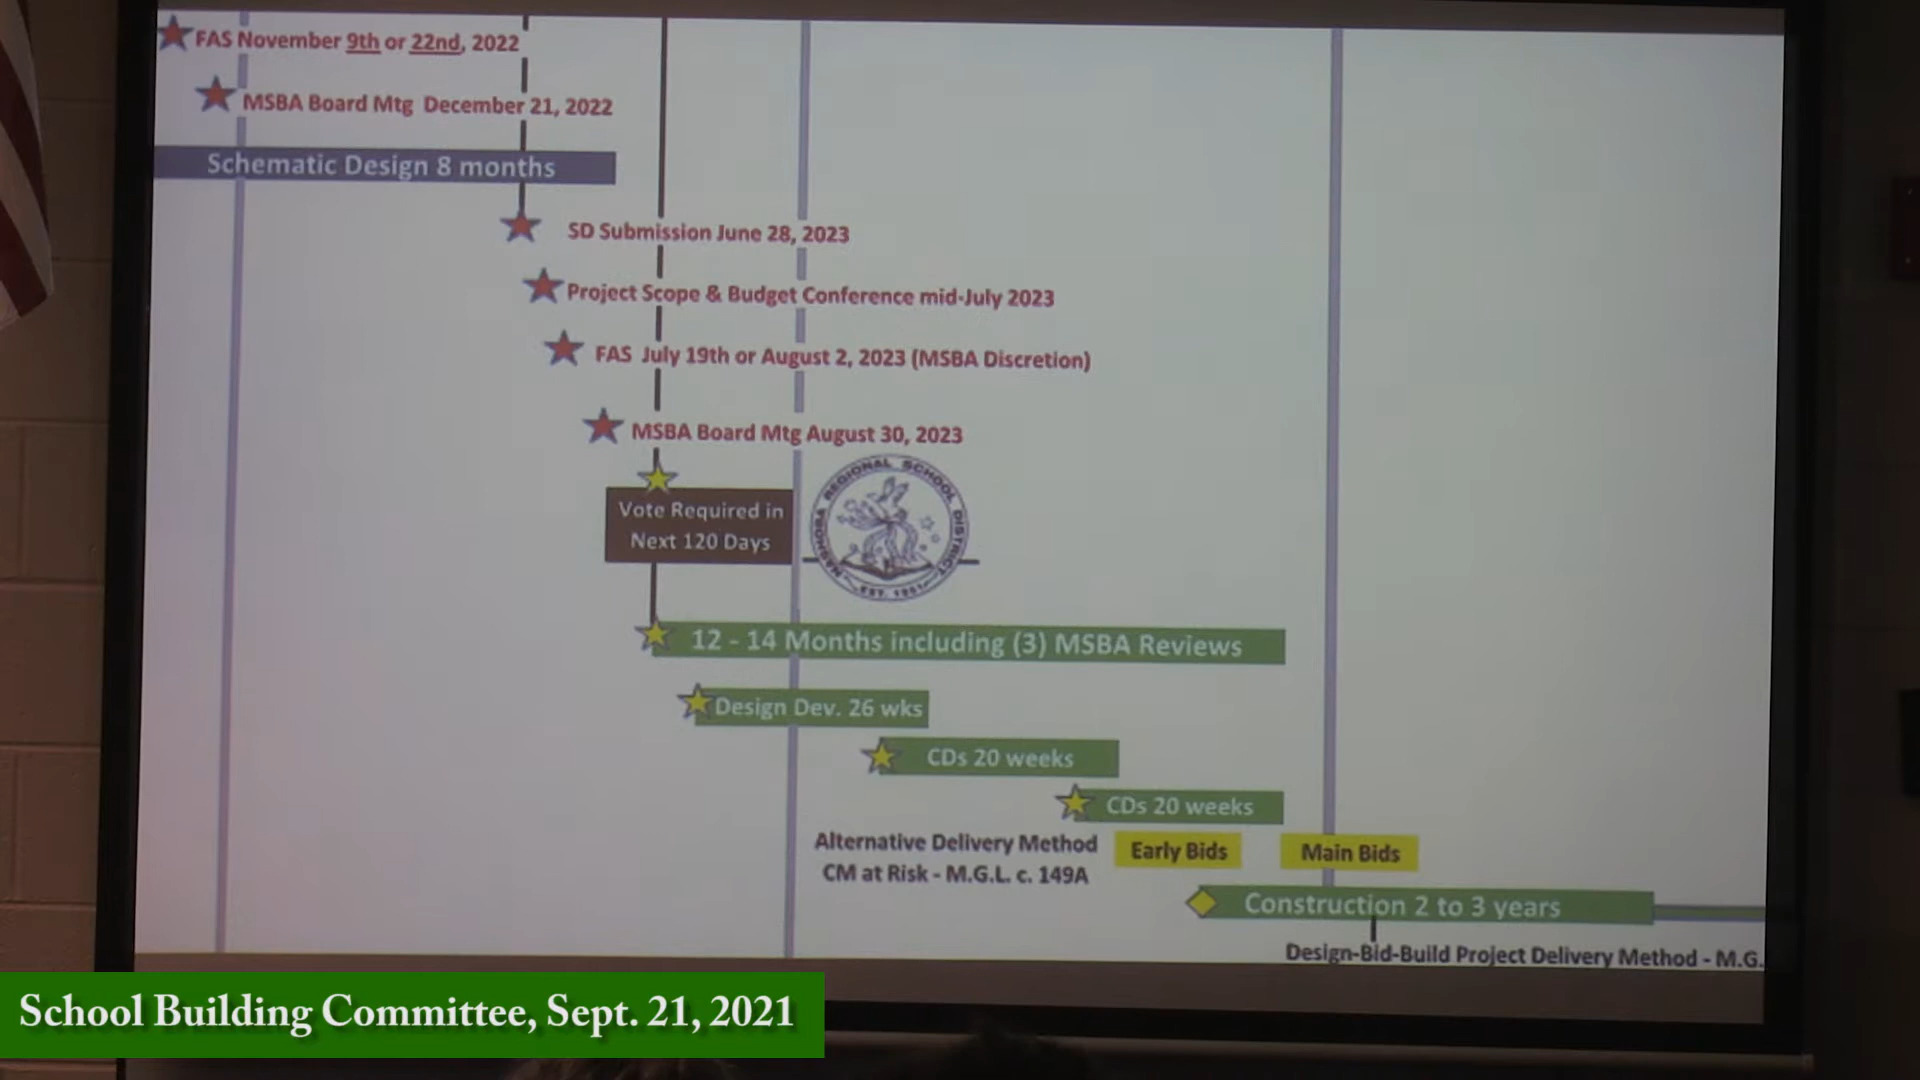 FAS November 9th or 22nd, 2022
MSBA Board Mtg December 21, 2022
Schematic Design 8 months
SD Submission June 28, 2023
Project Scope & Budget Conference mid-July 2023
FAS July 19th or August 2, 2023 (MSBA Discretion)
MSBA Board Mtg August 30, 2023
Vote Required in
Next 120 Days
NASHOBA REGIONAL SCHOOL DISTRICT
12 - 14 Months including (3) MSBA Reviews
Design Dev. 26 wks
CDs 20 weeks
CDs 20 weeks
Alternative Delivery Method
CM at Risk - M.G.L. c. 149A
Early Bids
Main Bids
Construction 2 to 3 years
Design-Bid-Build Project Delivery Method - M.G.
School Building Committee, Sept. 21, 2021